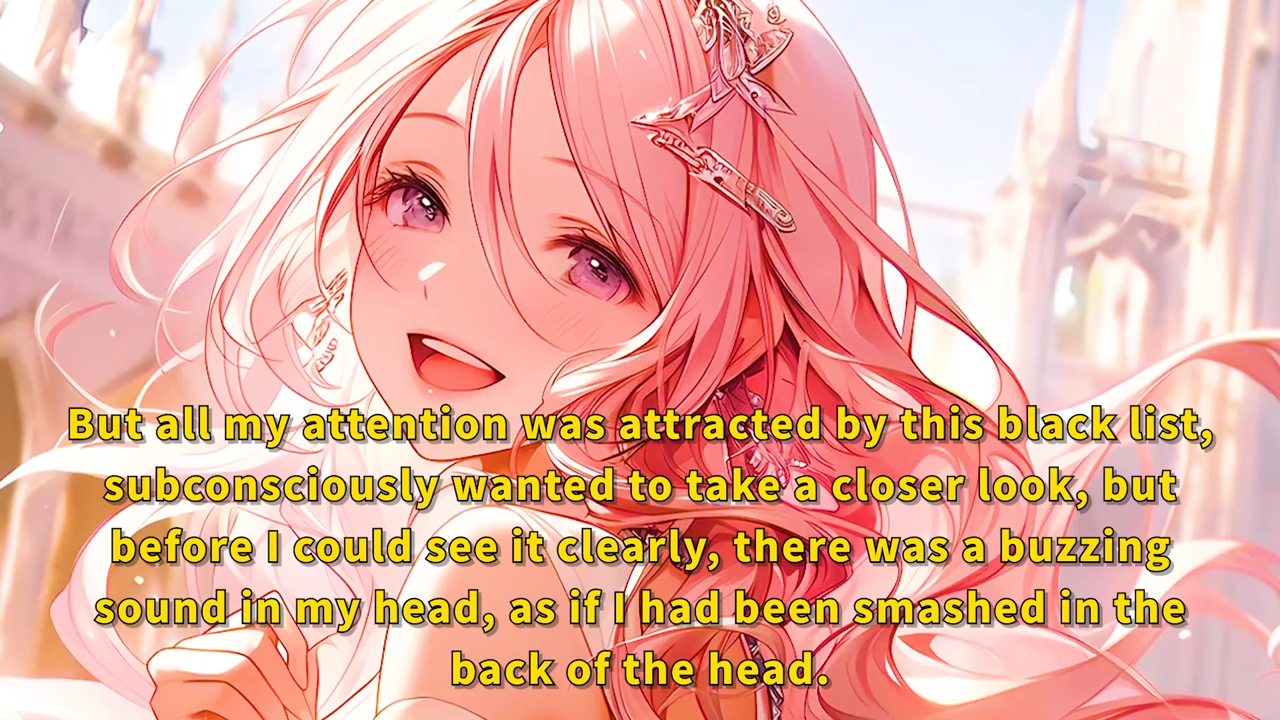 But all my attention was attracted by this black list,
subconsciously wanted to take a closer look, but
before I could see it clearly, there was a buzzing
sound in my head, as if I had been smashed in the
back of the head.